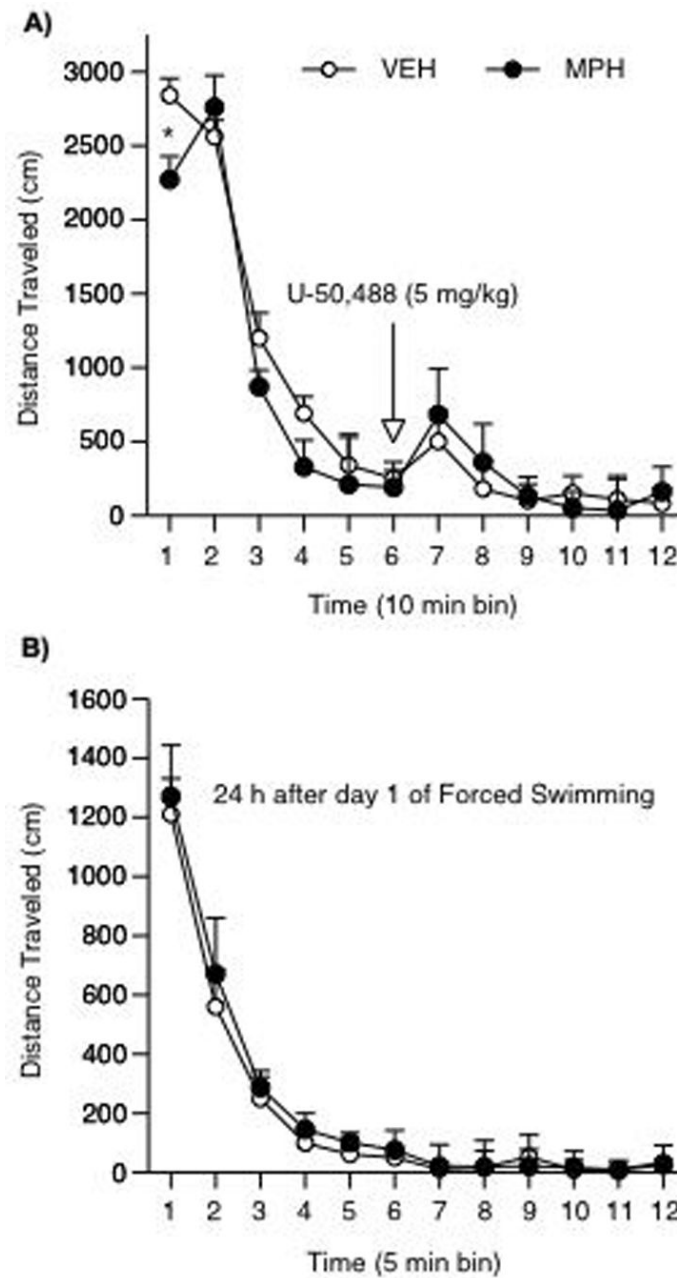 A)
VEH MPH
3000
2500
2000
1500
1000
500
0
*
U-50,488 (5 mg/kg)
Distance Traveled (cm)
1 2 3 4 5 6 7 8 9 10 11 12
Time (10 min bin)
B)
1600
1400
1200
1000
800
600
400
200
0
24 h after day 1 of Forced Swimming
Distance Traveled (cm)
1 2 3 4 5 6 7 8 9 10 11 12
Time (5 min bin)